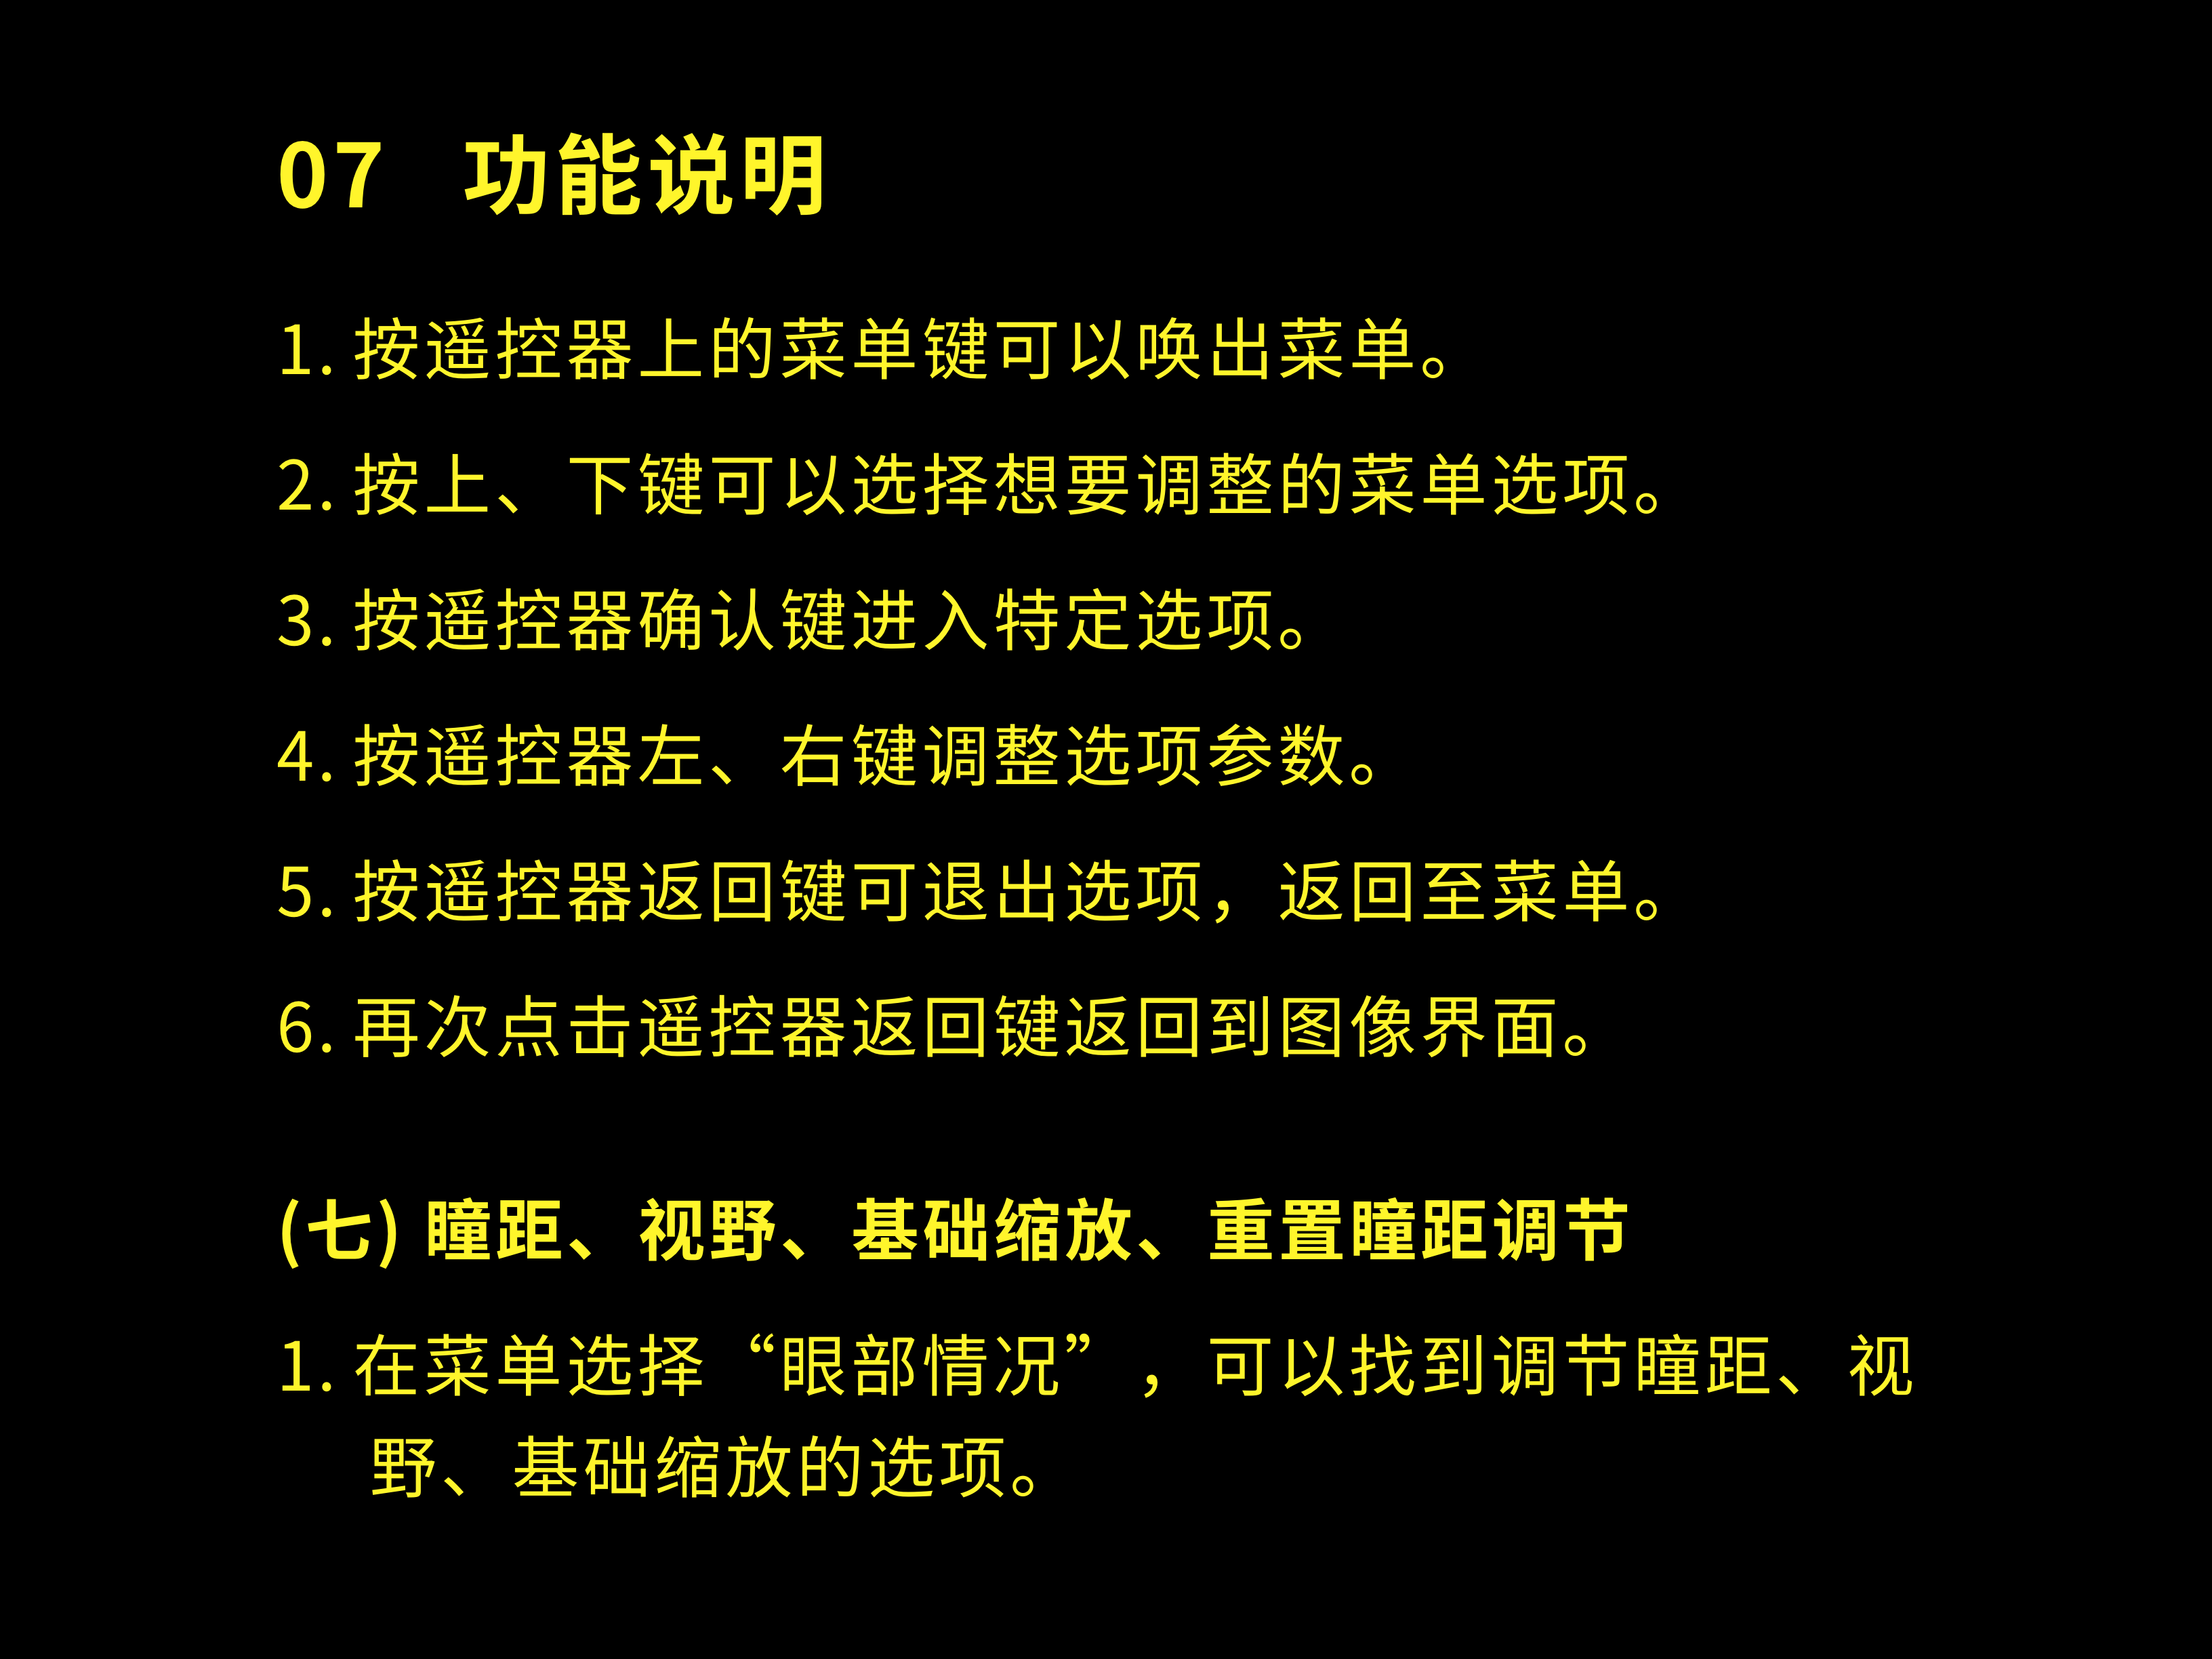 07 功能说明
1. 按遥控器上的菜单键可以唤出菜单。
2. 按上、下键可以选择想要调整的菜单选项。
3. 按遥控器确认键进入特定选项。
4. 按遥控器左、右键调整选项参数。
5. 按遥控器返回键可退出选项，返回至菜单。
6. 再次点击遥控器返回键返回到图像界面。
(七) 瞳距、视野、基础缩放、重置瞳距调节
1. 在菜单选择“眼部情况”，可以找到调节瞳距、视
野、基础缩放的选项。